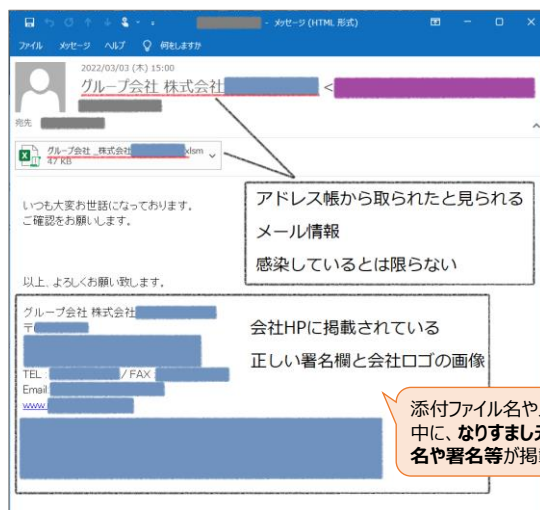 - メッセージ (HTML 形式)
ファイル メッセージ ヘルプ 何をしますか
2022/03/03 (木) 15:00
グループ会社 株式会社 <
宛先
グループ会社 _株式会社 xlsm
47 KB
アドレス帳から取られたと見られる
メール情報
感染しているとは限らない
いつも大変お世話になっております。
ご確認をお願いします。
以上、よろしくお願い致します。
グループ会社 株式会社
〒
TEL : / FAX:
Email:
www.
会社HPに掲載されている
正しい署名欄と会社ロゴの画像
添付ファイル名や
中に、なりすまし
名や署名等が掲